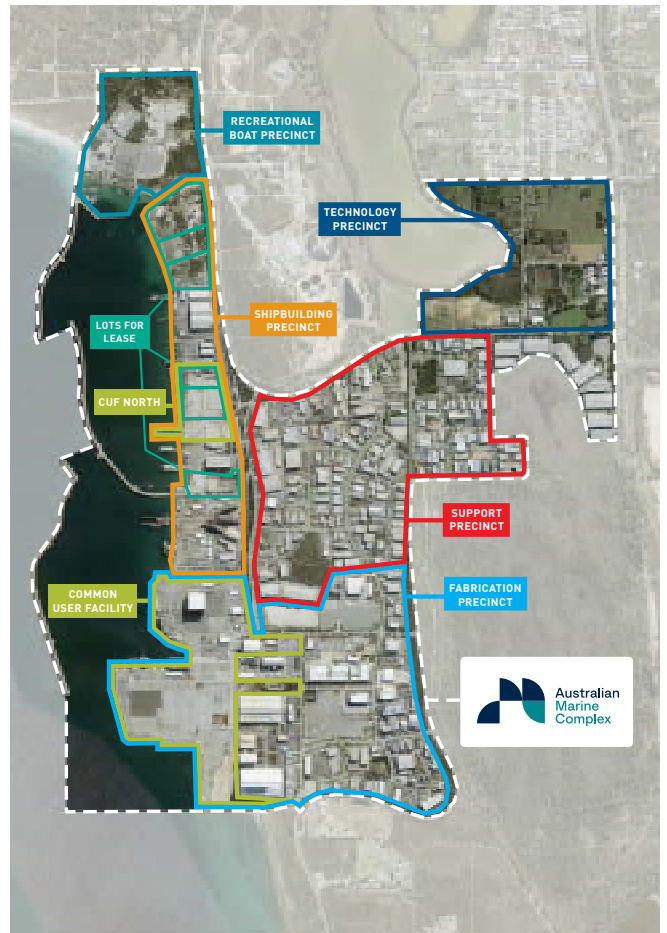 RECREATIONAL
BOAT PRECINCT
TECHNOLOGY
PRECINCT
SHIPBUILDING
PRECINCT
LOTS FOR
LEASE
CUF NORTH
SUPPORT
PRECINCT
COMMON
USER FACILITY
FABRICATION
PRECINCT
Australian
Marine
Complex